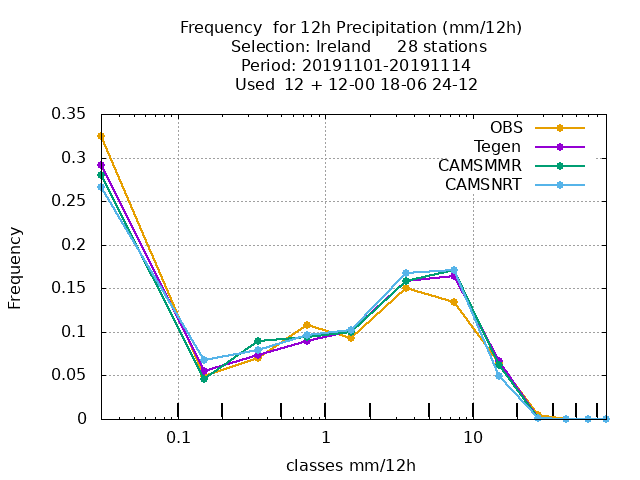 Frequency  for 12h Precipitation (mm/12h)
Selection: Ireland     28 stations
Period: 20191101-20191114
Used  12 + 12-00 18-06 24-12
OBS
Tegen
CAMSMMR
CAMSNRT
0.35
0.3
0.25
0.2
0.15
0.1
0.05
0
Frequency
0.1
1
10
classes mm/12h